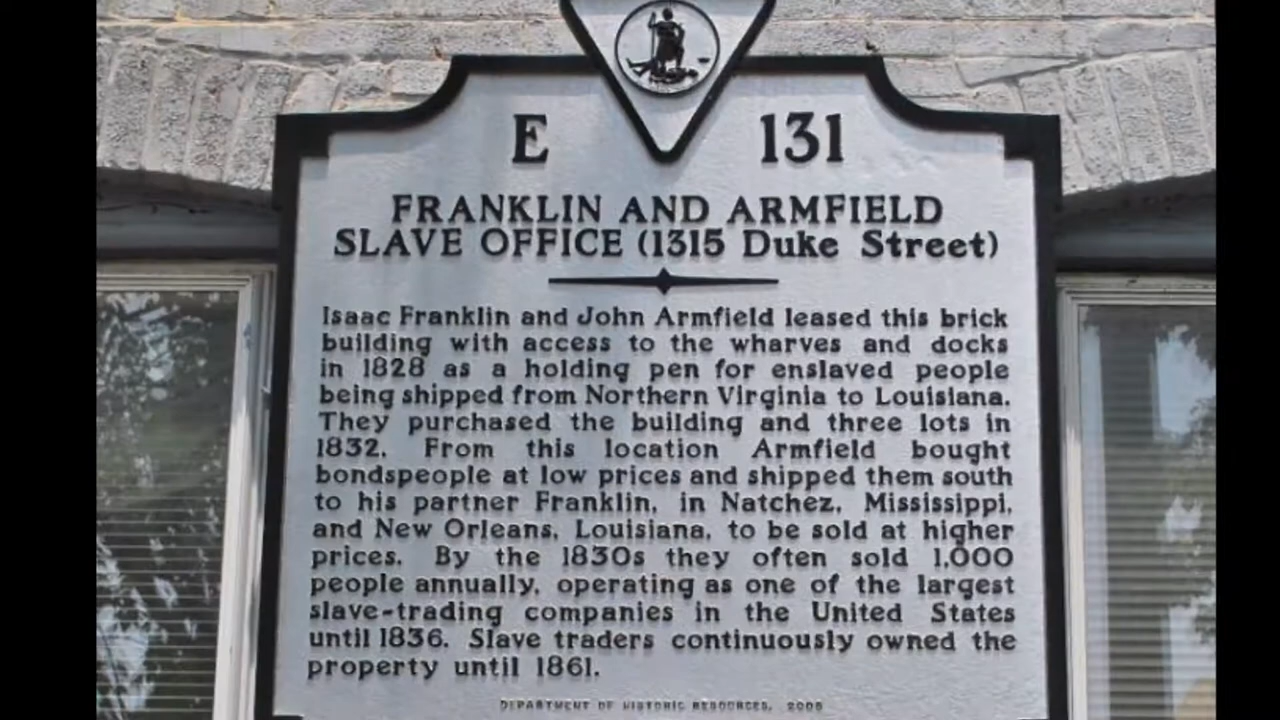 E 131
FRANKLIN AND ARMFIELD
SLAVE OFFICE (1315 Duke Street)
Isaac Franklin and John Armfield leased this brick
building with access to the wharves and docks
in 1828 as a holding pen for enslaved people
being shipped from Northern Virginia to Louisiana.
They purchased the building and three lots in
1832. From this location Armfield bought
bondspeople at low prices and shipped them south
to his partner Franklin, in Natchez, Mississippi,
and New Orleans, Louisiana, to be sold at higher
prices. By the 1830s they often sold 1,000
people annually, operating as one of the largest
slave-trading companies in the United States
until 1836. Slave traders continuously owned the
property until 1861.
DEPARTMENT OF HISTORIC RESOURCES, 2005